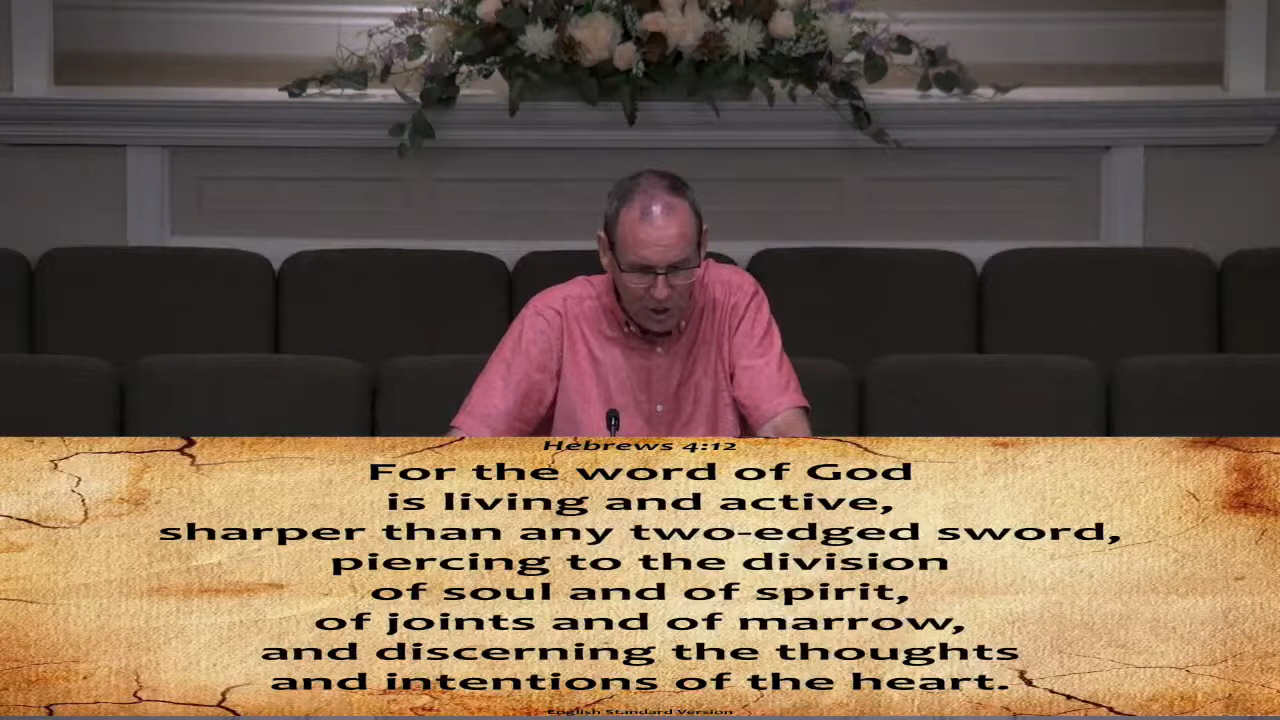 Hebrews 4:12
For the word of God
is living and active,
sharper than any two-edged sword,
piercing to the division
of soul and of spirit,
of joints and of marrow,
and discerning the thoughts
and intentions of the heart.
English Standard Version